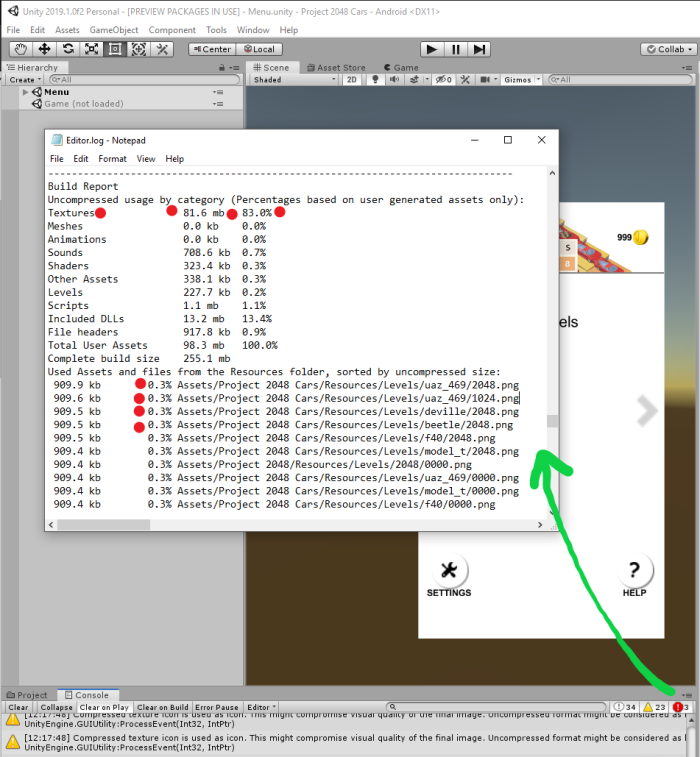 Unity 2019.1.0f2 Personal - [PREVIEW PACKAGES IN USE] - Menu.unity - Project 2048 Cars - Android <DX11>
File Edit Assets GameObject Component Tools Window Help
Center Local Collab
Hierarchy Scene Asset Store Game
Create All Shaded 2D 0 Gizmos All
Menu
Game (not loaded)
Editor.log - Notepad
File Edit Format View Help
-------------------------------------------------------------------------------
Build Report
Uncompressed usage by category (Percentages based on user generated assets only):
Textures 81.6 mb 83.0%
Meshes 0.0 kb 0.0%
Animations 0.0 kb 0.0%
Sounds 708.6 kb 0.7%
Shaders 323.4 kb 0.3%
Other Assets 338.1 kb 0.3%
Levels 227.7 kb 0.2%
Scripts 1.1 mb 1.1%
Included DLLs 13.2 mb 13.4%
File headers 917.8 kb 0.9%
Total User Assets 98.3 mb 100.0%
Complete build size 255.1 mb
Used Assets and files from the Resources folder, sorted by uncompressed size:
909.9 kb 0.3% Assets/Project 2048 Cars/Resources/Levels/uaz_469/2048.png
909.6 kb 0.3% Assets/Project 2048 Cars/Resources/Levels/uaz_469/1024.png
909.5 kb 0.3% Assets/Project 2048 Cars/Resources/Levels/deville/2048.png
909.5 kb 0.3% Assets/Project 2048 Cars/Resources/Levels/beetle/2048.png
909.5 kb 0.3% Assets/Project 2048 Cars/Resources/Levels/f40/2048.png
909.4 kb 0.3% Assets/Project 2048 Cars/Resources/Levels/model_t/2048.png
909.4 kb 0.3% Assets/Project 2048/Resources/Levels/2048/0000.png
909.4 kb 0.3% Assets/Project 2048 Cars/Resources/Levels/uaz_469/0000.png
909.4 kb 0.3% Assets/Project 2048 Cars/Resources/Levels/model_t/0000.png
909.4 kb 0.3% Assets/Project 2048 Cars/Resources/Levels/f40/0000.png
999
S
8
els
?
SETTINGS HELP
Project Console
Clear Collapse Clear on Play Clear on Build Error Pause Editor 34 23 3
[12:17:48] Compressed texture icon is used as icon. This might compromise visual quality of the final image. Uncompressed format might be considered as
UnityEngine.GUIUtility:ProcessEvent(Int32, IntPtr)
[12:17:48] Compressed texture icon is used as icon. This might compromise visual quality of the final image. Uncompressed format might be considered as
UnityEngine.GUIUtility:ProcessEvent(Int32, IntPtr)